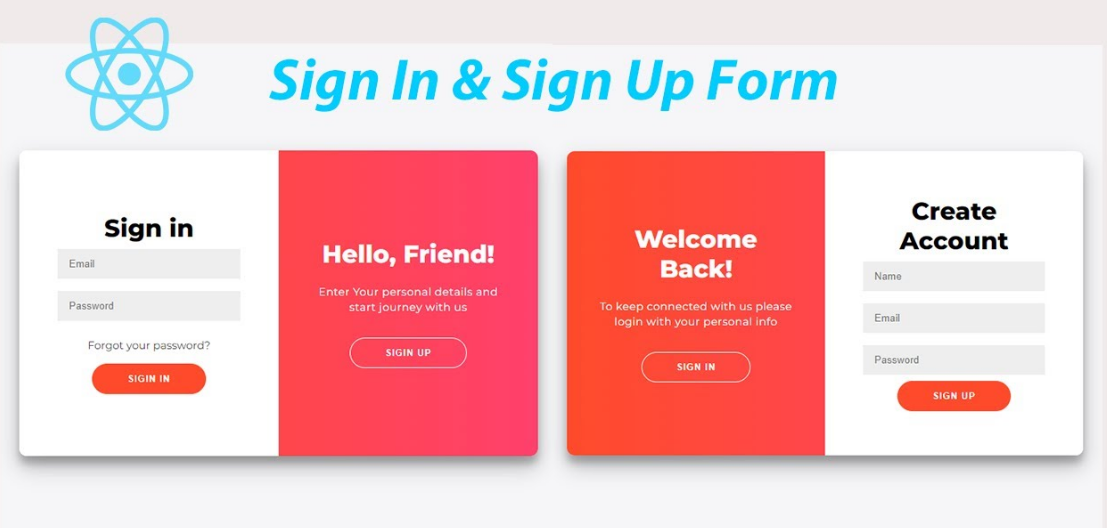 Sign In & Sign Up Form
Sign in
Email
Password
Forgot your password?
SIGIN IN
Hello, Friend!
Enter Your personal details and
start journey with us
SIGIN UP
Welcome
Back!
To keep connected with us please
login with your personal info
SIGN IN
Create
Account
Name
Email
Password
SIGN UP